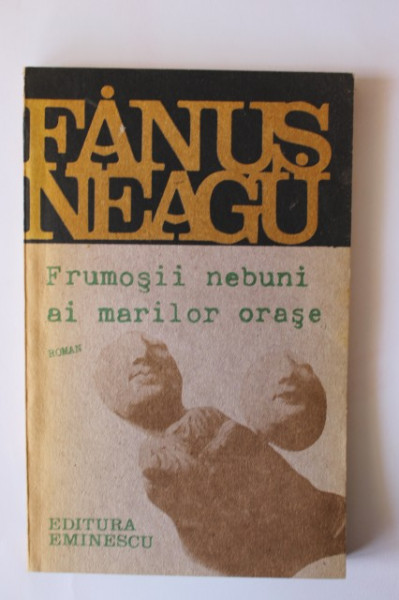 FĂNUȘ
NEAGU
Frumoşii nebuni
ai marilor oraşe
ROMAN
EDITURA
EMINESCU